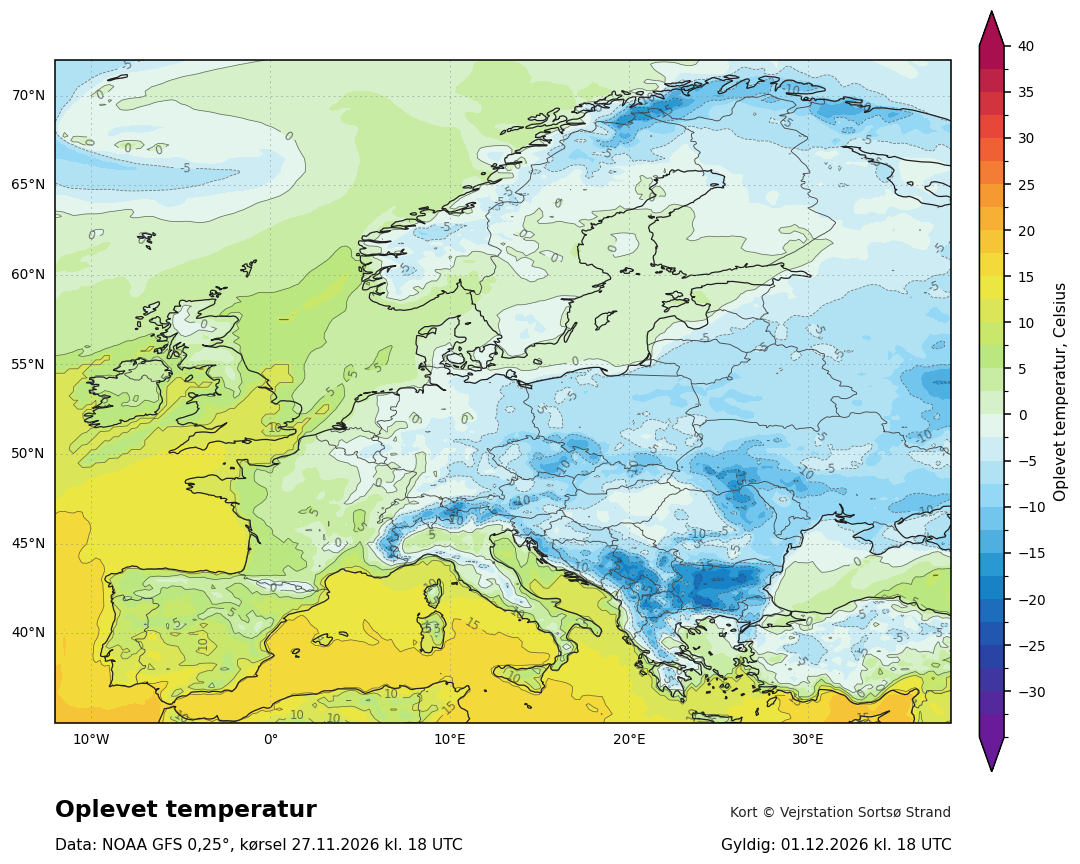 70°N
65°N
60°N
55°N
50°N
45°N
40°N
10°W
0°
10°E
20°E
30°E
40
35
30
25
20
15
10
5
0
−5
−10
−15
−20
−25
−30
Oplevet temperatur, Celsius
Oplevet temperatur
Kort © Vejrstation Sortsø Strand
Data: NOAA GFS 0,25°, kørsel 27.11.2026 kl. 18 UTC
Gyldig: 01.12.2026 kl. 18 UTC